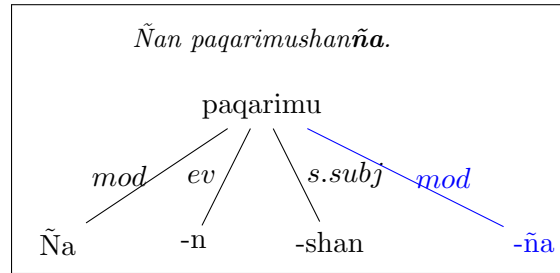 Ñan paqarimushanña.
paqarimu
mod ev s.subj mod
Ña -n -shan -ña